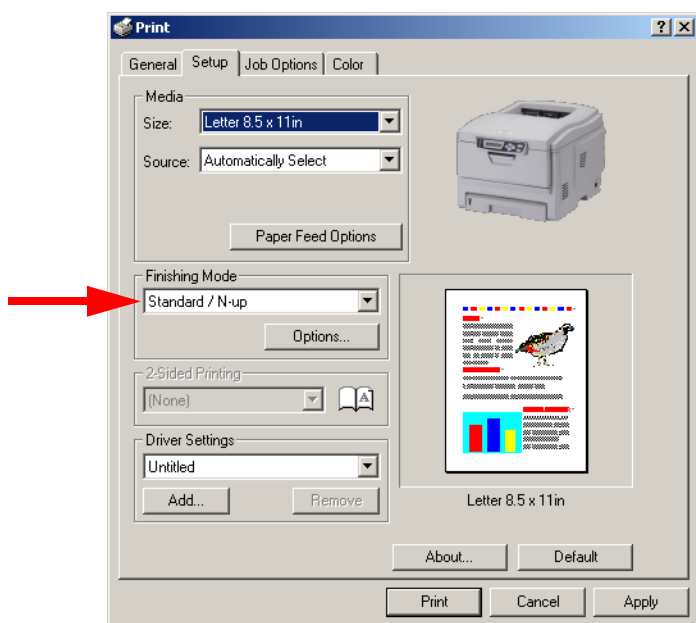 Print
General Setup Job Options Color
Media
Size: Letter 8.5 x 11in
Source: Automatically Select
Paper Feed Options
Finishing Mode
Standard / N-up
Options...
2-Sided Printing
(None)
A
Driver Settings
Untitled
Add... Remove
Letter 8.5 x 11in
About... Default
Print Cancel Apply